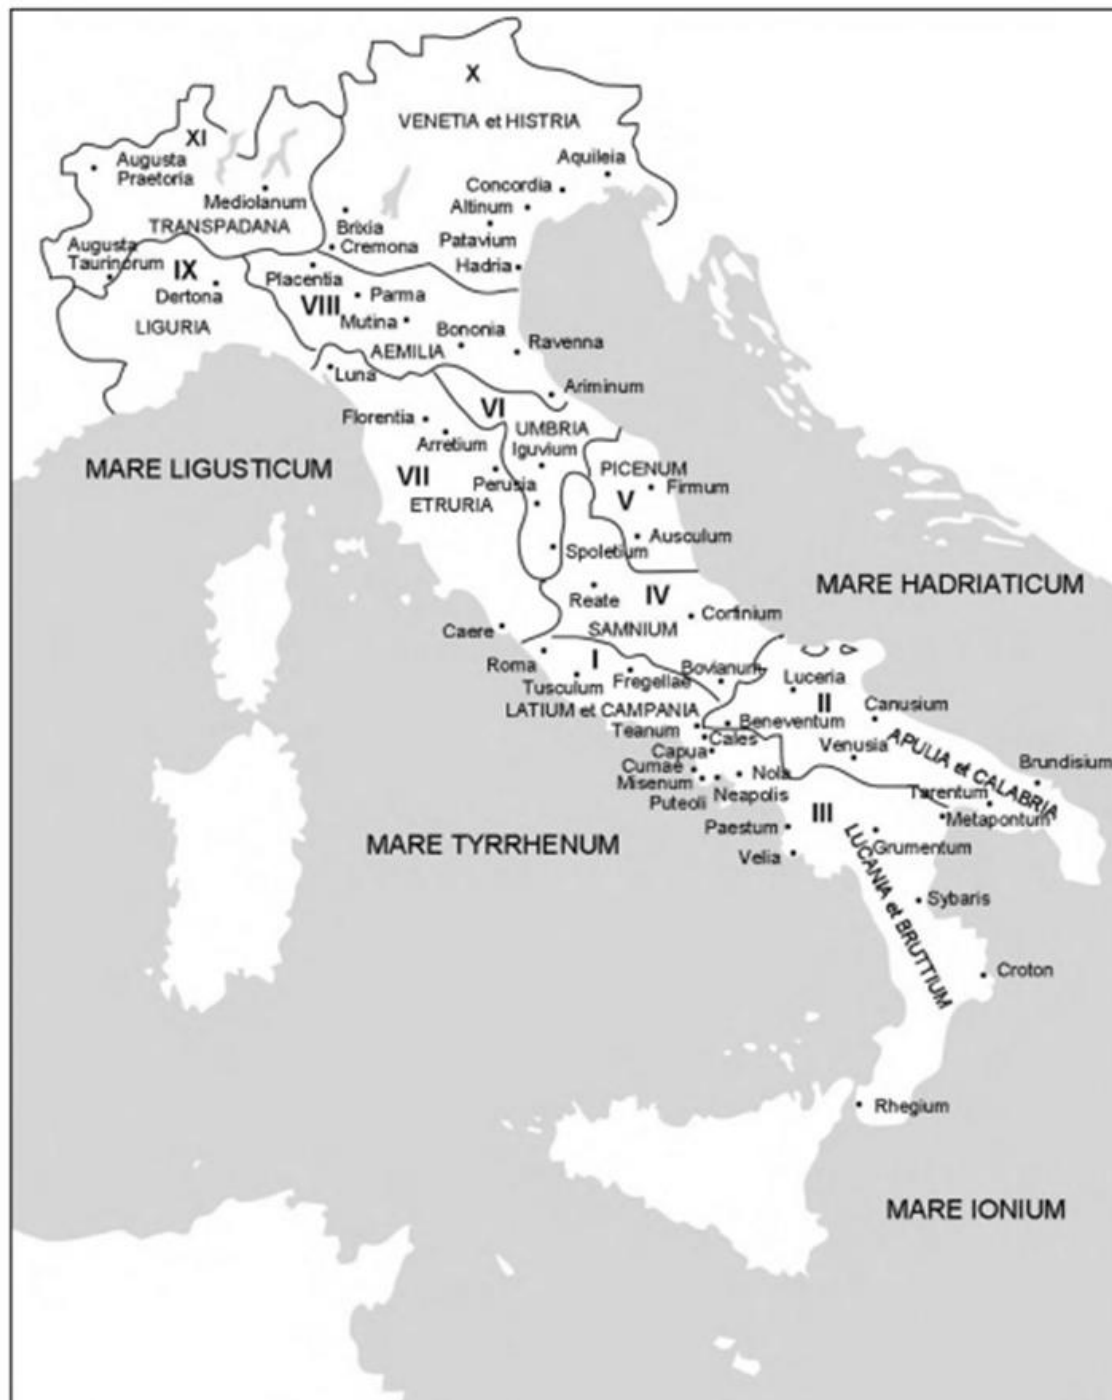 X
VENETIA et HISTRIA
XI
Augusta
Praetoria
Aquileia
Concordia
Mediolanum
Altinum
TRANSPADANA
Brixia
Patavium
Augusta
Taurinorum
Cremona
IX
Hadria
Placentia
Dertona
VIII
Parma
LIGURIA
Mutina
Bononia
Ravenna
AEMILIA
Luna
Ariminum
VI
Florentia
UMBRIA
Arretium
Iguvium
MARE LIGUSTICUM
VII
PICENUM
Perusia
Firmum
ETRURIA
V
Ausculum
Spoletium
MARE HADRIATICUM
Reate
IV
Corfinium
Caere
SAMNIUM
Roma
I
Bovianum
Tusculum
Fregellae
Luceria
LATIUM et CAMPANIA
II
Canusium
Teanum
Beneventum
Cales
Capua
Venusia
APULIA et CALABRIA
Brundisium
Cumae
Nola
Misenum
Neapolis
Tarentum
Puteoli
III
Metapontum
Paestum
MARE TYRRHENUM
Grumentum
Velia
LUCANIA et BRUTTIUM
Sybaris
Croton
Rhegium
MARE IONIUM